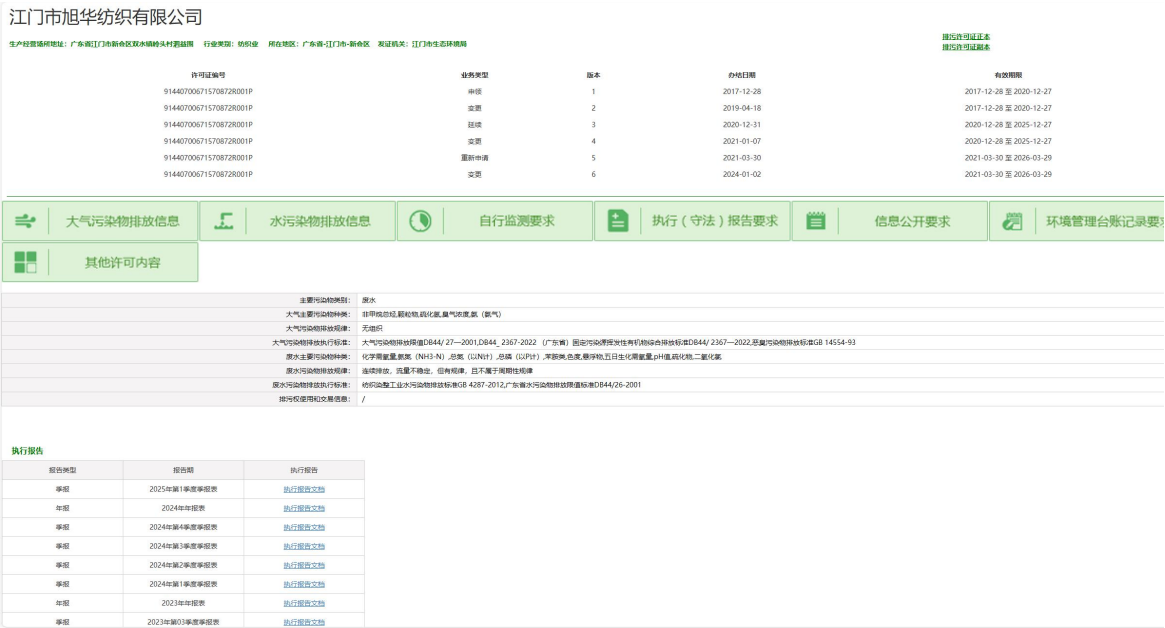 江门市旭华纺织有限公司
生产经营场所地址：广东省江门市新会区双水镇岭头村泗益围 行业类别：纺织业 所在地区：广东省-江门市-新会区 发证机关：江门市生态环境局
排污许可证正本
排污许可证副本
许可证编号 业务类型 版本 办结日期 有效期限
91440700671570872R001P 申领 1 2017-12-28 2017-12-28 至 2020-12-27
91440700671570872R001P 变更 2 2019-04-18 2017-12-28 至 2020-12-27
91440700671570872R001P 延续 3 2020-12-31 2020-12-28 至 2025-12-27
91440700671570872R001P 变更 4 2021-01-07 2020-12-28 至 2025-12-27
91440700671570872R001P 重新申请 5 2021-03-30 2021-03-30 至 2026-03-29
91440700671570872R001P 变更 6 2024-01-02 2021-03-30 至 2026-03-29
大气污染物排放信息 水污染物排放信息 自行监测要求 执行（守法）报告要求 信息公开要求 环境管理台账记录要
其他许可内容
主要污染物类别： 废水
大气主要污染物种类： 非甲烷总烃,颗粒物,硫化氢,臭气浓度,氨（氨气）
大气污染物排放规律： 无组织
大气污染物排放执行标准： 大气污染物排放限值DB44/ 27—2001,DB44_ 2367-2022 （广东省）固定污染源挥发性有机物综合排放标准DB44/ 2367—2022,恶臭污染物排放标准GB 14554-93
废水主要污染物种类： 化学需氧量,氨氮（NH3-N）,总氮（以N计）,总磷（以P计）,苯胺类,色度,悬浮物,五日生化需氧量,pH值,硫化物,二氧化氯
废水污染物排放规律： 连续排放，流量不稳定，但有规律，且不属于周期性规律
废水污染物排放执行标准： 纺织染整工业水污染物排放标准GB 4287-2012,广东省水污染物排放限值标准DB44/26-2001
排污权使用和交易信息： /
执行报告
报告类型 报告期 执行报告
季报 2025年第1季度季报表 执行报告文档
年报 2024年年报表 执行报告文档
季报 2024年第4季度季报表 执行报告文档
季报 2024年第3季度季报表 执行报告文档
季报 2024年第2季度季报表 执行报告文档
季报 2024年第1季度季报表 执行报告文档
年报 2023年年报表 执行报告文档
季报 2023年第03季度季报表 执行报告文档